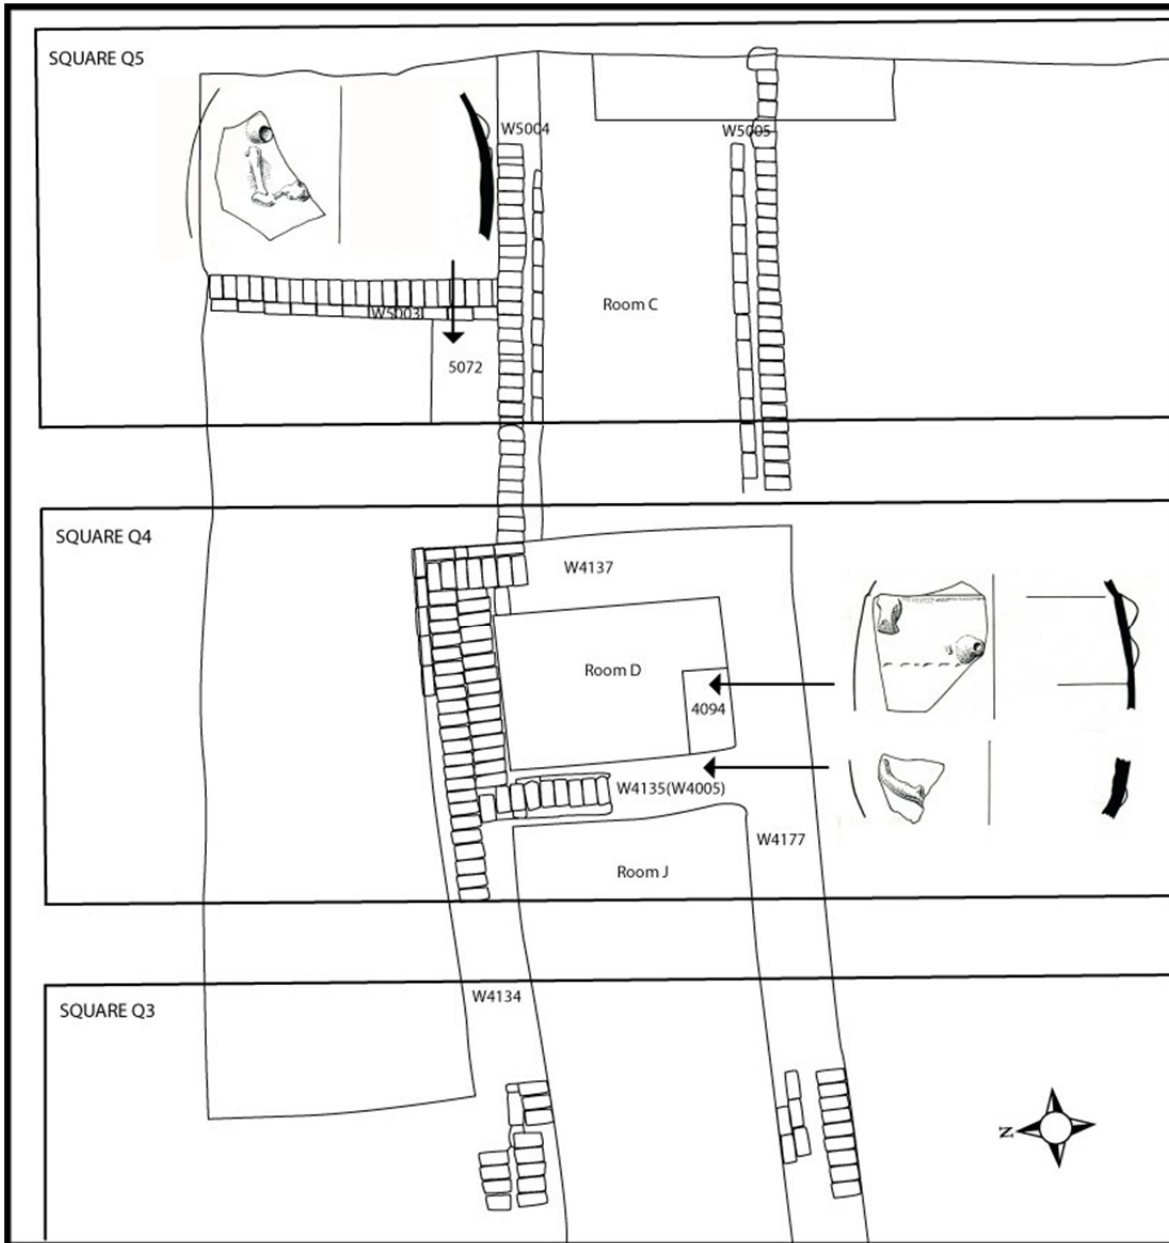 SQUARE Q5
W5004
W5005
Room C
W5003
5072
SQUARE Q4
W4137
Room D
4094
W4135(W4005)
W4177
Room J
SQUARE Q3
W4134
N